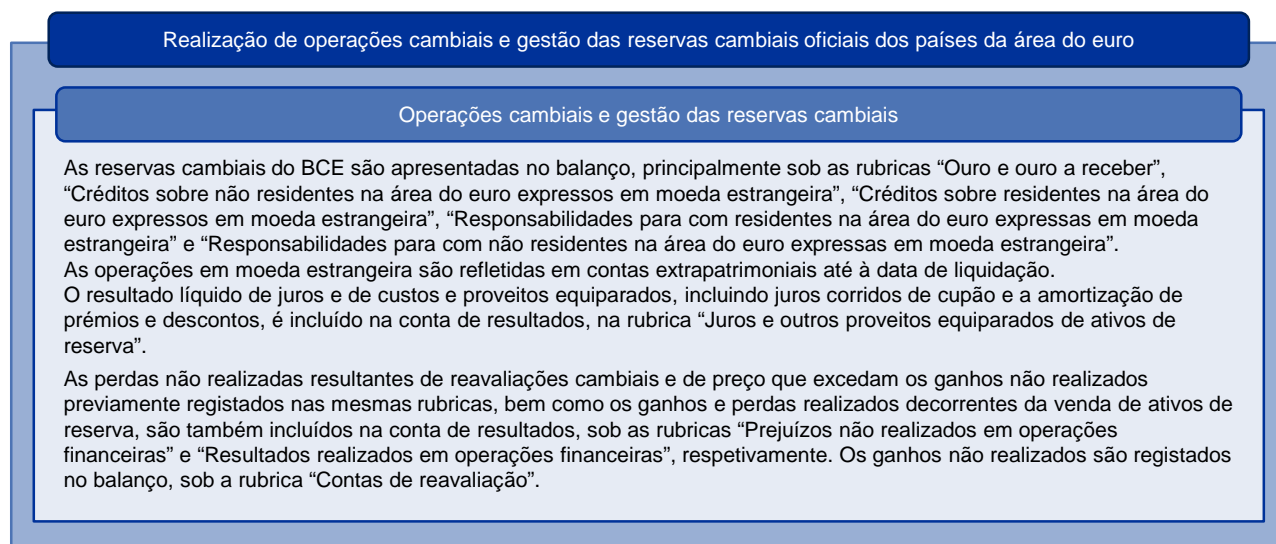 Realização de operações cambiais e gestão das reservas cambiais oficiais dos países da área do euro
Operações cambiais e gestão das reservas cambiais
As reservas cambiais do BCE são apresentadas no balanço, principalmente sob as rubricas “Ouro e ouro a receber”,
“Créditos sobre não residentes na área do euro expressos em moeda estrangeira”, “Créditos sobre residentes na área do
euro expressos em moeda estrangeira”, “Responsabilidades para com residentes na área do euro expressas em moeda
estrangeira” e “Responsabilidades para com não residentes na área do euro expressas em moeda estrangeira”.
As operações em moeda estrangeira são refletidas em contas extrapatrimoniais até à data de liquidação.
O resultado líquido de juros e de custos e proveitos equiparados, incluindo juros corridos de cupão e a amortização de
prémios e descontos, é incluído na conta de resultados, na rubrica “Juros e outros proveitos equiparados de ativos de
reserva”.
As perdas não realizadas resultantes de reavaliações cambiais e de preço que excedam os ganhos não realizados
previamente registados nas mesmas rubricas, bem como os ganhos e perdas realizados decorrentes da venda de ativos de
reserva, são também incluídos na conta de resultados, sob as rubricas “Prejuízos não realizados em operações
financeiras” e “Resultados realizados em operações financeiras”, respetivamente. Os ganhos não realizados são registados
no balanço, sob a rubrica “Contas de reavaliação”.